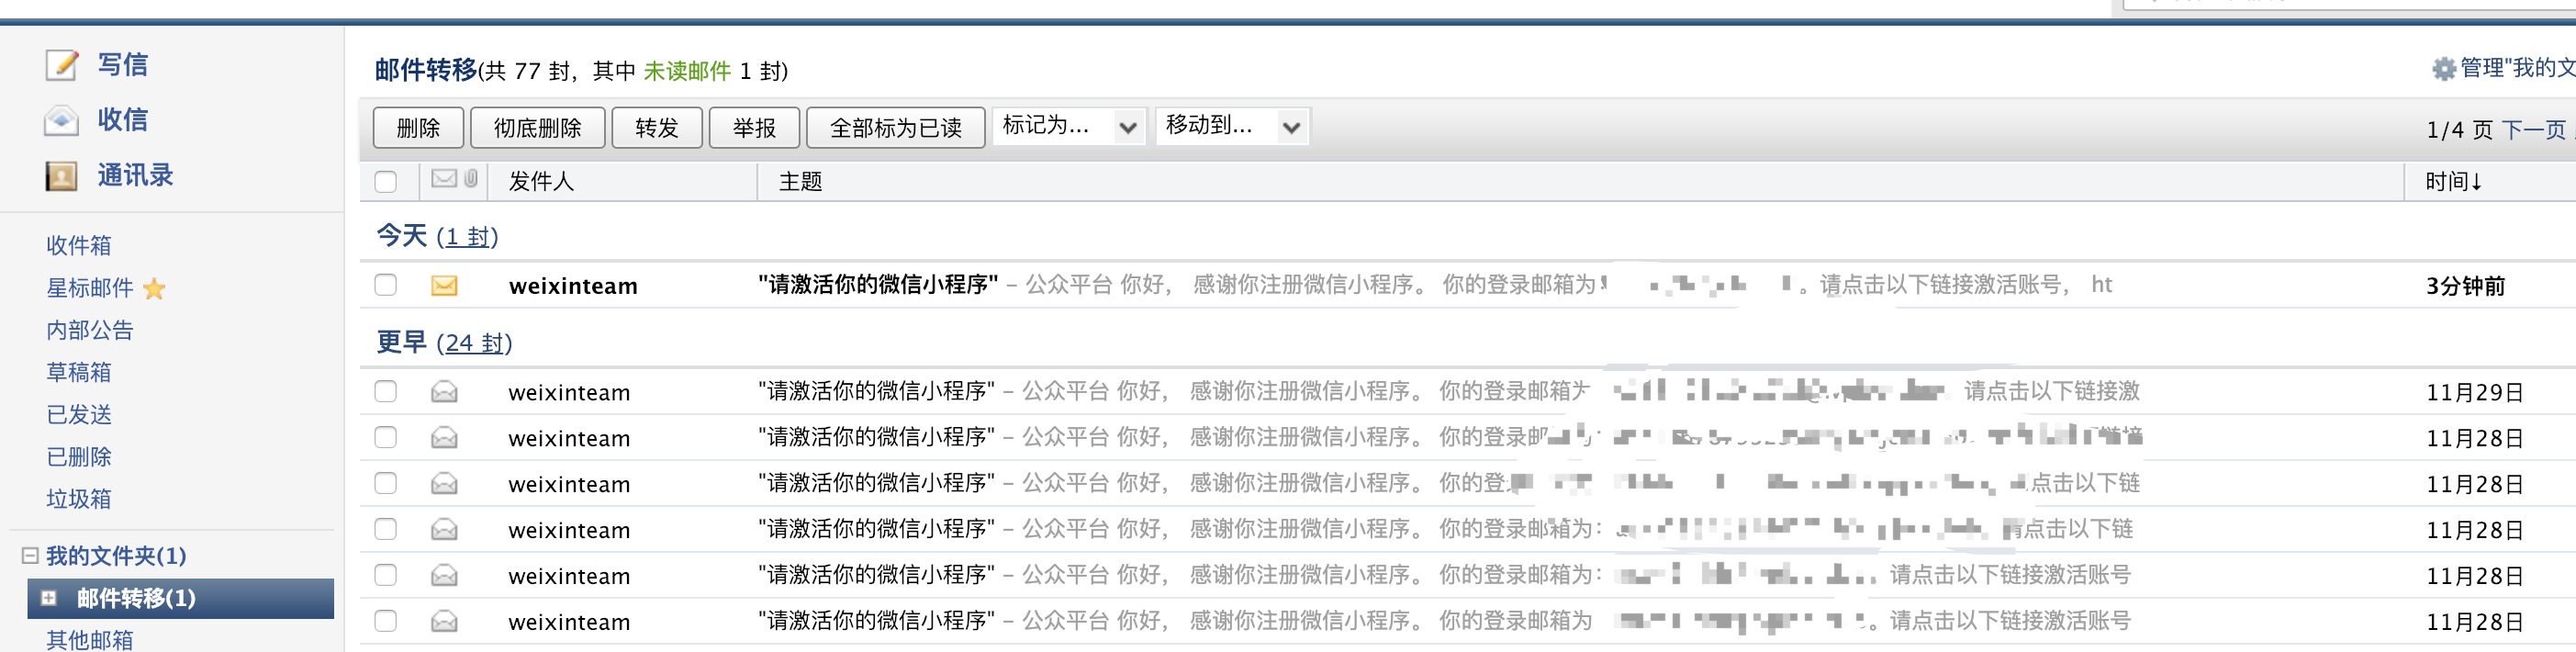 写信
收信
通讯录
收件箱
星标邮件
内部公告
草稿箱
已发送
已删除
垃圾箱
我的文件夹(1)
邮件转移(1)
其他邮箱
邮件转移(共 77 封，其中 未读邮件 1 封)
管理"我的文
删除 彻底删除 转发 举报 全部标为已读 标记为... 移动到...
1/4 页 下一页
发件人 主题 时间↓
今天 (1 封)
weixinteam "请激活你的微信小程序" – 公众平台 你好， 感谢你注册微信小程序。 你的登录邮箱为 。请点击以下链接激活账号， ht 3分钟前
更早 (24 封)
weixinteam "请激活你的微信小程序" – 公众平台 你好， 感谢你注册微信小程序。 你的登录邮箱为 请点击以下链接激 11月29日
weixinteam "请激活你的微信小程序" – 公众平台 你好， 感谢你注册微信小程序。 你的登录邮 链接 11月28日
weixinteam "请激活你的微信小程序" – 公众平台 你好， 感谢你注册微信小程序。 你的登 点击以下链 11月28日
weixinteam "请激活你的微信小程序" – 公众平台 你好， 感谢你注册微信小程序。 你的登录邮箱为： 请点击以下链 11月28日
weixinteam "请激活你的微信小程序" – 公众平台 你好， 感谢你注册微信小程序。 你的登录邮箱为： 请点击以下链接激活账号 11月28日
weixinteam "请激活你的微信小程序" – 公众平台 你好， 感谢你注册微信小程序。 你的登录邮箱为 。请点击以下链接激活账号 11月28日